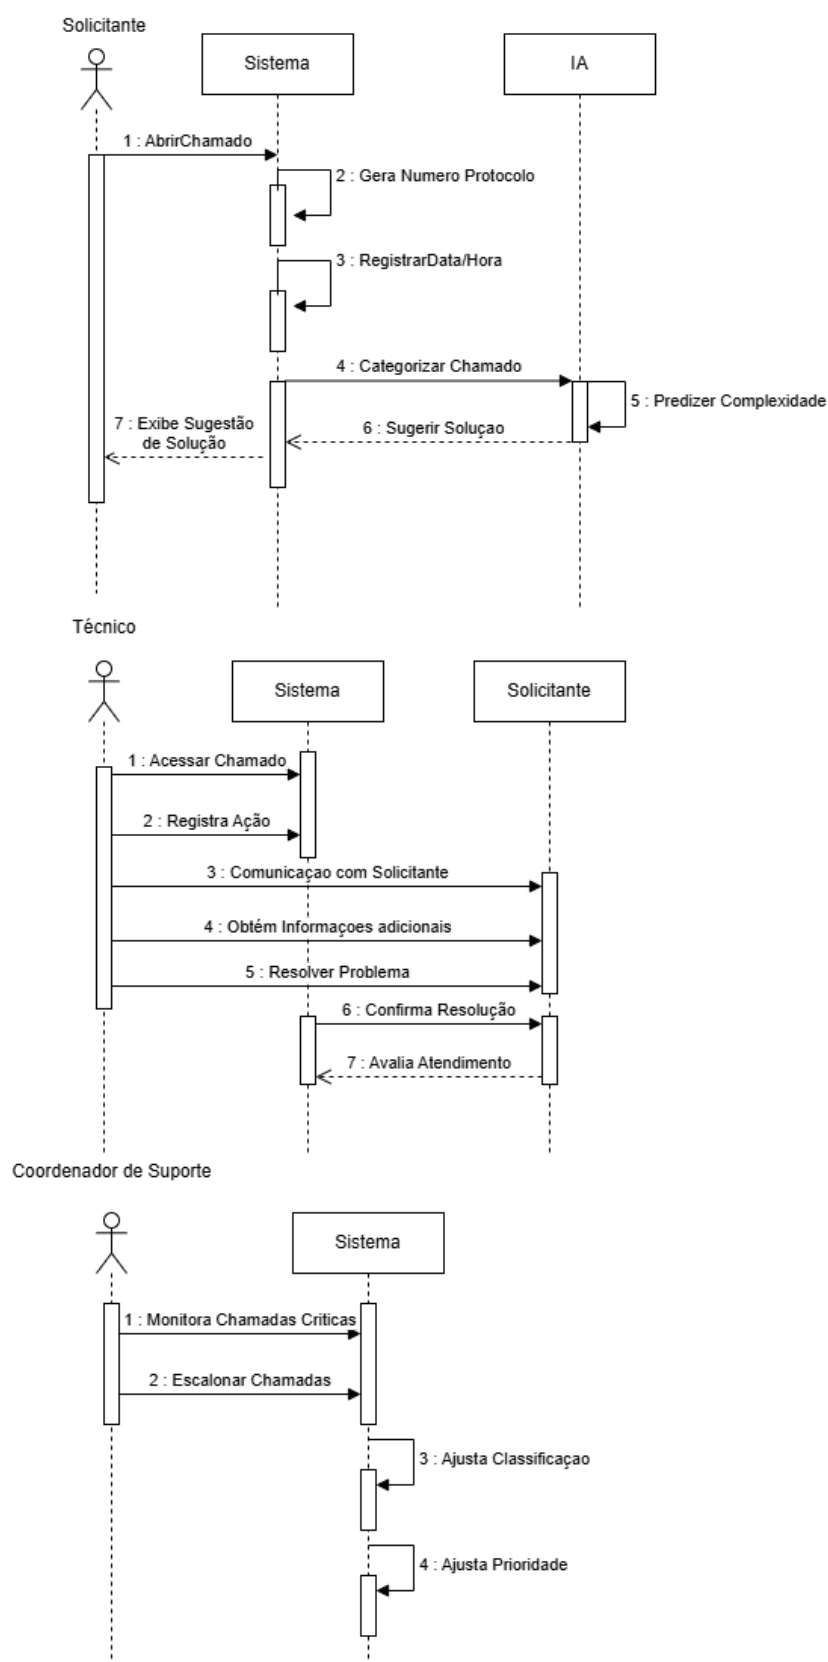 Solicitante
Sistema
IA
1 : AbrirChamado
2 : Gera Numero Protocolo
3 : RegistrarData/Hora
4 : Categorizar Chamado
5 : Predizer Complexidade
7 : Exibe Sugestão
de Solução
6 : Sugerir Soluçao
Técnico
Sistema
Solicitante
1 : Acessar Chamado
2 : Registra Ação
3 : Comunicaçao com Solicitante
4 : Obtém Informaçoes adicionais
5 : Resolver Problema
6 : Confirma Resolução
7 : Avalia Atendimento
Coordenador de Suporte
Sistema
1 : Monitora Chamadas Criticas
2 : Escalonar Chamadas
3 : Ajusta Classificaçao
4 : Ajusta Prioridade